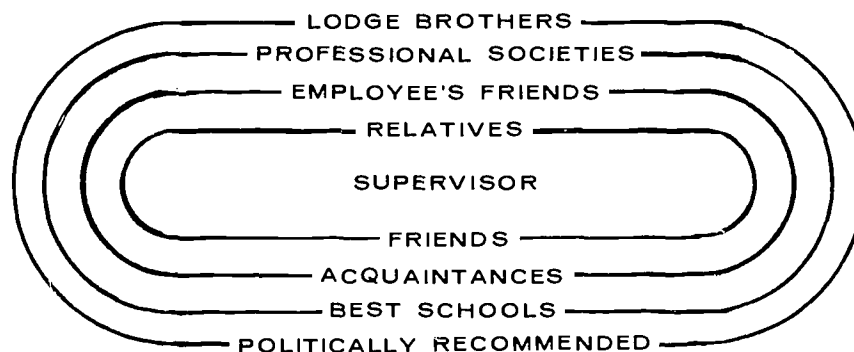 LODGE BROTHERS
PROFESSIONAL SOCIETIES
EMPLOYEE'S FRIENDS
RELATIVES
SUPERVISOR
FRIENDS
ACQUAINTANCES
BEST SCHOOLS
POLITICALLY RECOMMENDED